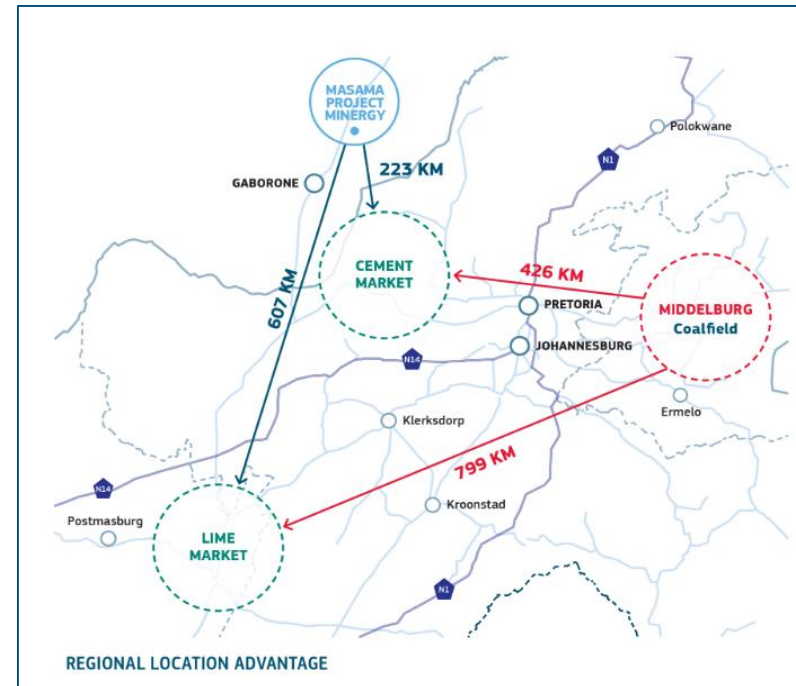 MASAMA
PROJECT
MINERGY
Polokwane
N1
223 KM
GABORONE
CEMENT
MARKET
426 KM
607 KM
PRETORIA
MIDDELBURG
Coalfield
JOHANNESBURG
N14
Ermelo
Klerksdorp
799 KM
N14
Kroonstad
Postmasburg
LIME
MARKET
N1
REGIONAL LOCATION ADVANTAGE